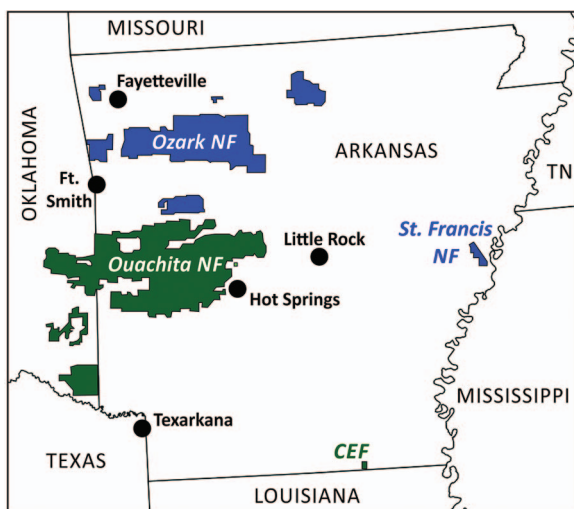 MISSOURI
Fayetteville
Ozark NF
ARKANSAS
OKLAHOMA
TN
Ft.
Smith
St. Francis
NF
Little Rock
Ouachita NF
Hot Springs
MISSISSIPPI
Texarkana
CEF
TEXAS
LOUISIANA